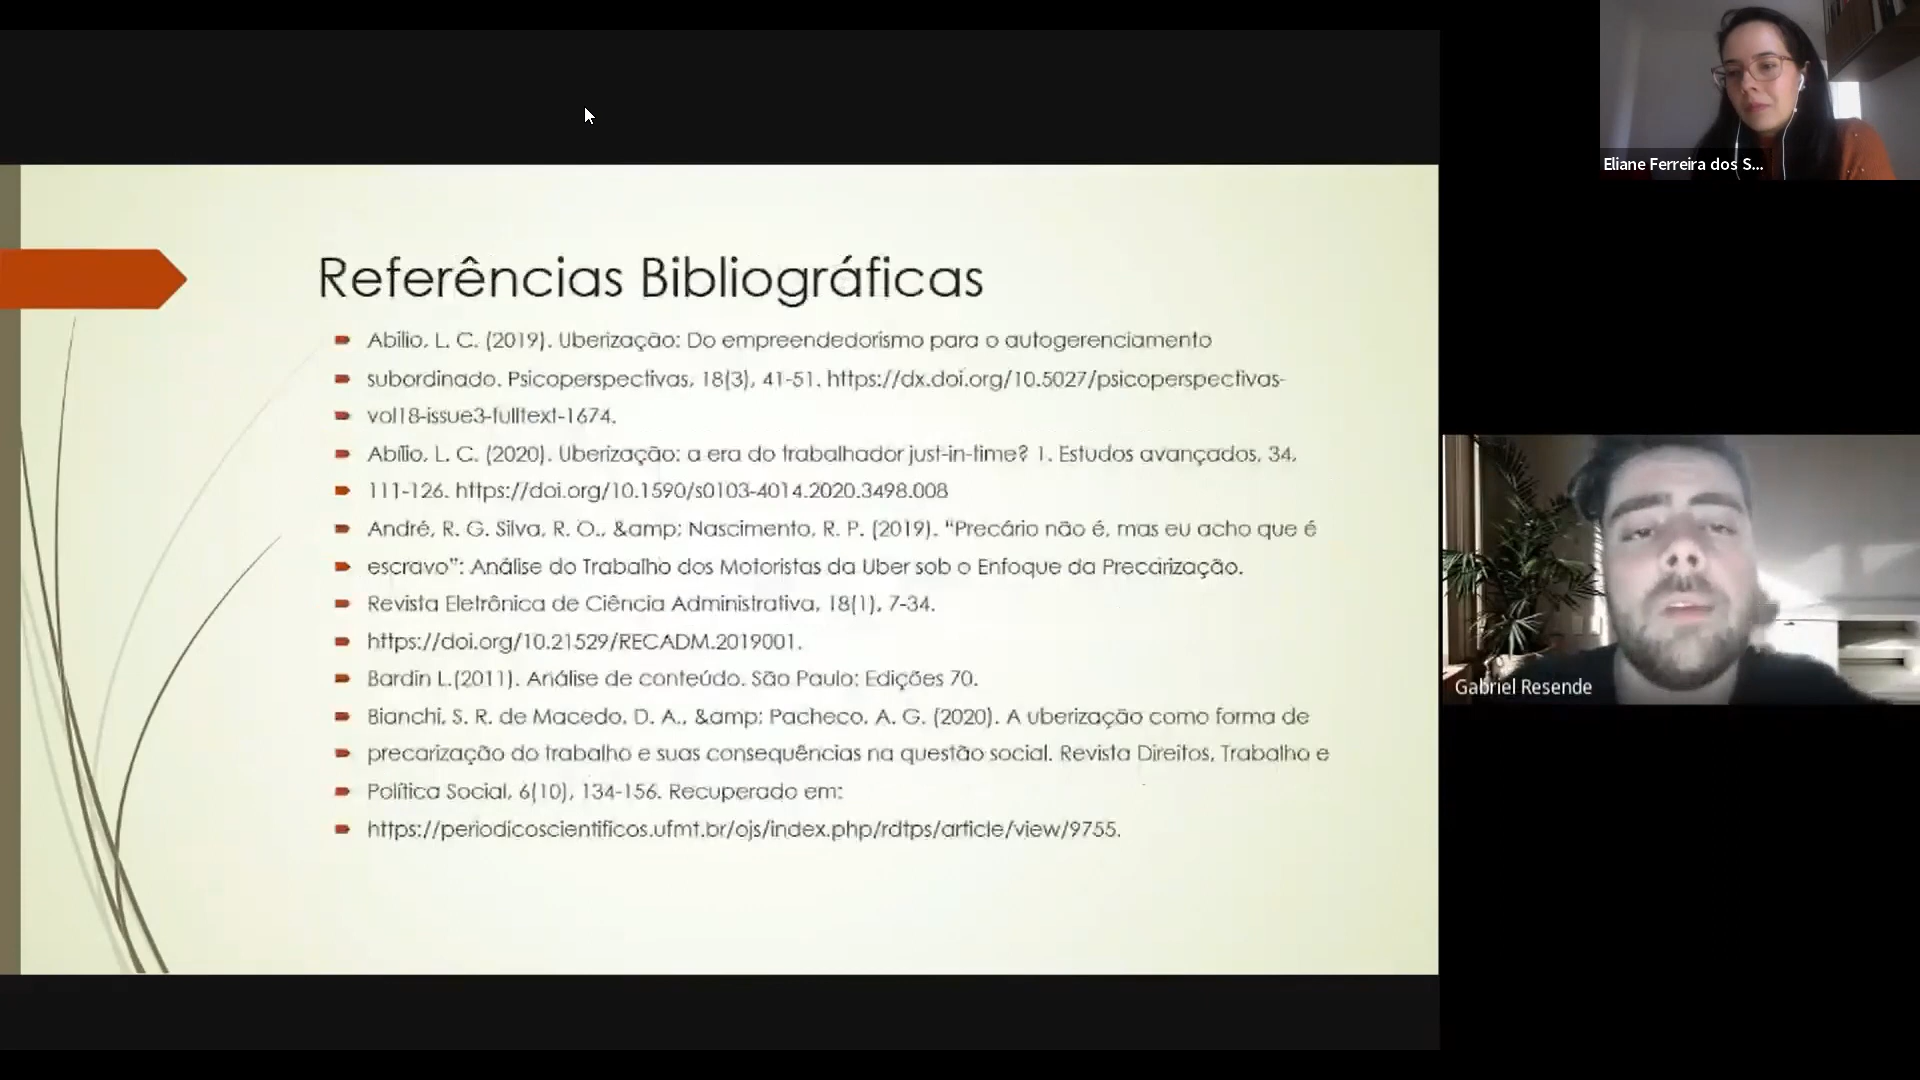 Referências Bibliográficas
Abílio, L. C. (2019). Uberização: Do empreendedorismo para o autogerenciamento
subordinado. Psicoperspectivas, 18(3), 41-51. https://dx.doi.org/10.5027/psicoperspectivas-
vol18-issue3-fulltext-1674.
Abílio, L. C. (2020). Uberização: a era do trabalhador just-in-time? 1. Estudos avançados, 34,
111-126. https://doi.org/10.1590/s0103-4014.2020.3498.008
André, R. G. Silva, R. O., &amp; Nascimento, R. P. (2019). “Precário não é, mas eu acho que é
escravo”: Análise do Trabalho dos Motoristas da Uber sob o Enfoque da Precarização.
Revista Eletrônica de Ciência Administrativa, 18(1), 7-34.
https://doi.org/10.21529/RECADM.2019001.
Bardin L.(2011). Análise de conteúdo. São Paulo: Edições 70.
Bianchi, S. R. de Macedo, D. A., &amp; Pacheco, A. G. (2020). A uberização como forma de
precarização do trabalho e suas consequências na questão social. Revista Direitos, Trabalho e
Política Social, 6(10), 134-156. Recuperado em:
https://periodicoscientificos.ufmt.br/ojs/index.php/rdtps/article/view/9755.
Eliane Ferreira dos S...
Gabriel Resende